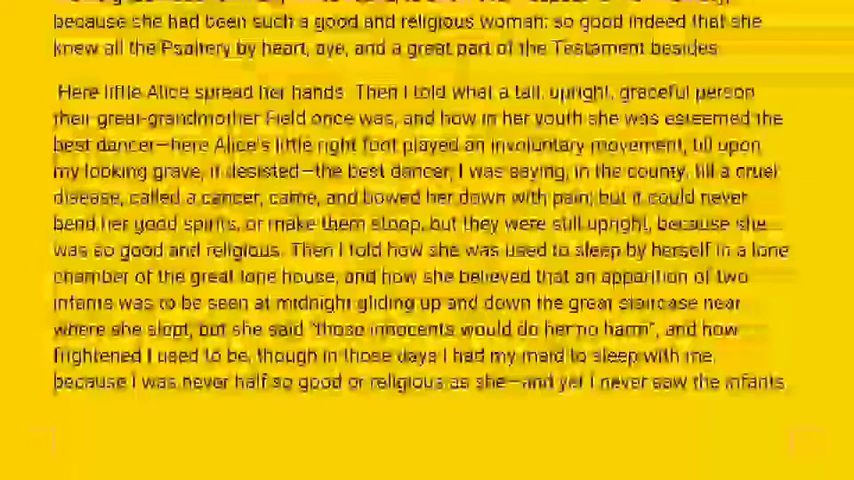 because she had been such a good and religious woman; so good indeed that she
knew all the Psaltery by heart, aye, and a great part of the Testament besides.
Here little Alice spread her hands. Then I told what a tall, upright, graceful person
their great-grandmother Field once was, and how in her youth she was esteemed the
best dancer—here Alice's little right foot played an involuntary movement, till upon
my looking grave, it desisted—the best dancer, I was saying, in the county, till a cruel
disease, called a cancer, came, and bowed her down with pain; but it could never
bend her good spirits, or make them stoop, but they were still upright, because she
was so good and religious. Then I told how she was used to sleep by herself in a lone
chamber of the great lone house, and how she believed that an apparition of two
infants was to be seen at midnight gliding up and down the great staircase near
where she slept, but she said "those innocents would do her no harm", and how
frightened I used to be, though in those days I had my maid to sleep with me,
because I was never half so good or religious as she—and yet I never saw the infants.